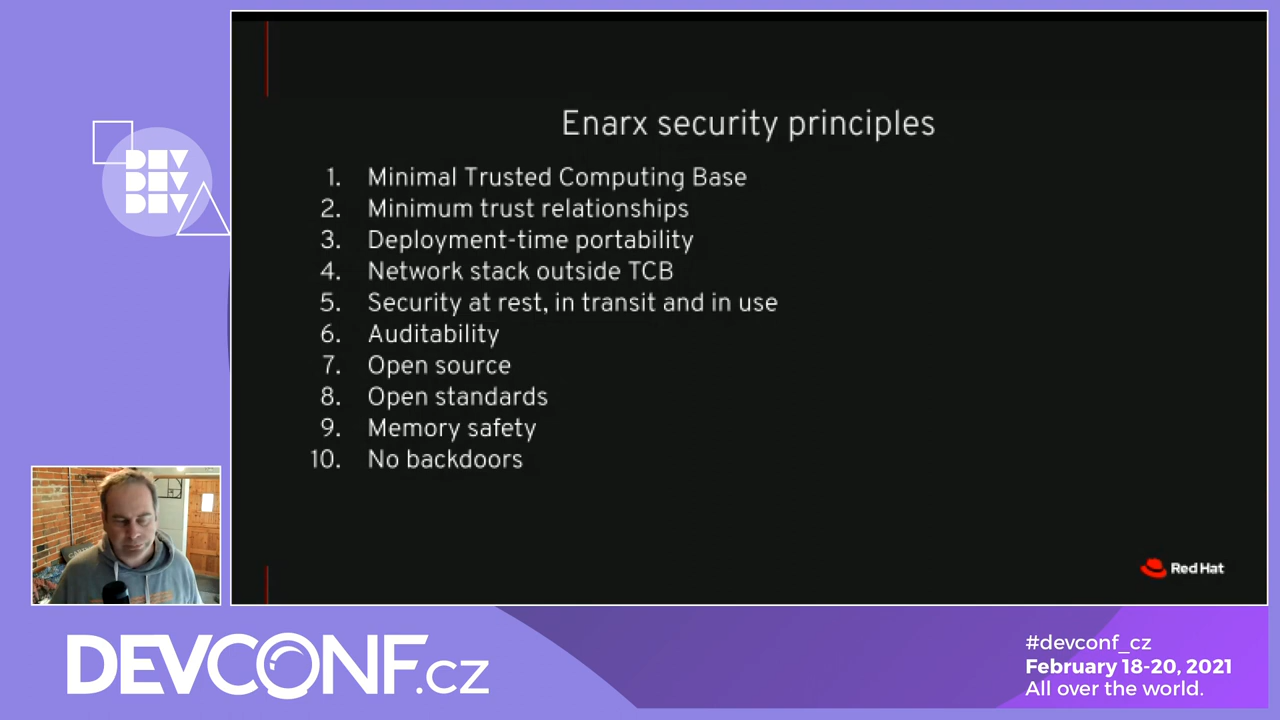 DEV
DEV
DEV
Enarx security principles
1. Minimal Trusted Computing Base
2. Minimum trust relationships
3. Deployment-time portability
4. Network stack outside TCB
5. Security at rest, in transit and in use
6. Auditability
7. Open source
8. Open standards
9. Memory safety
10. No backdoors
Red Hat
DEVCONF.cz
#devconf_cz
February 18-20, 2021
All over the world.